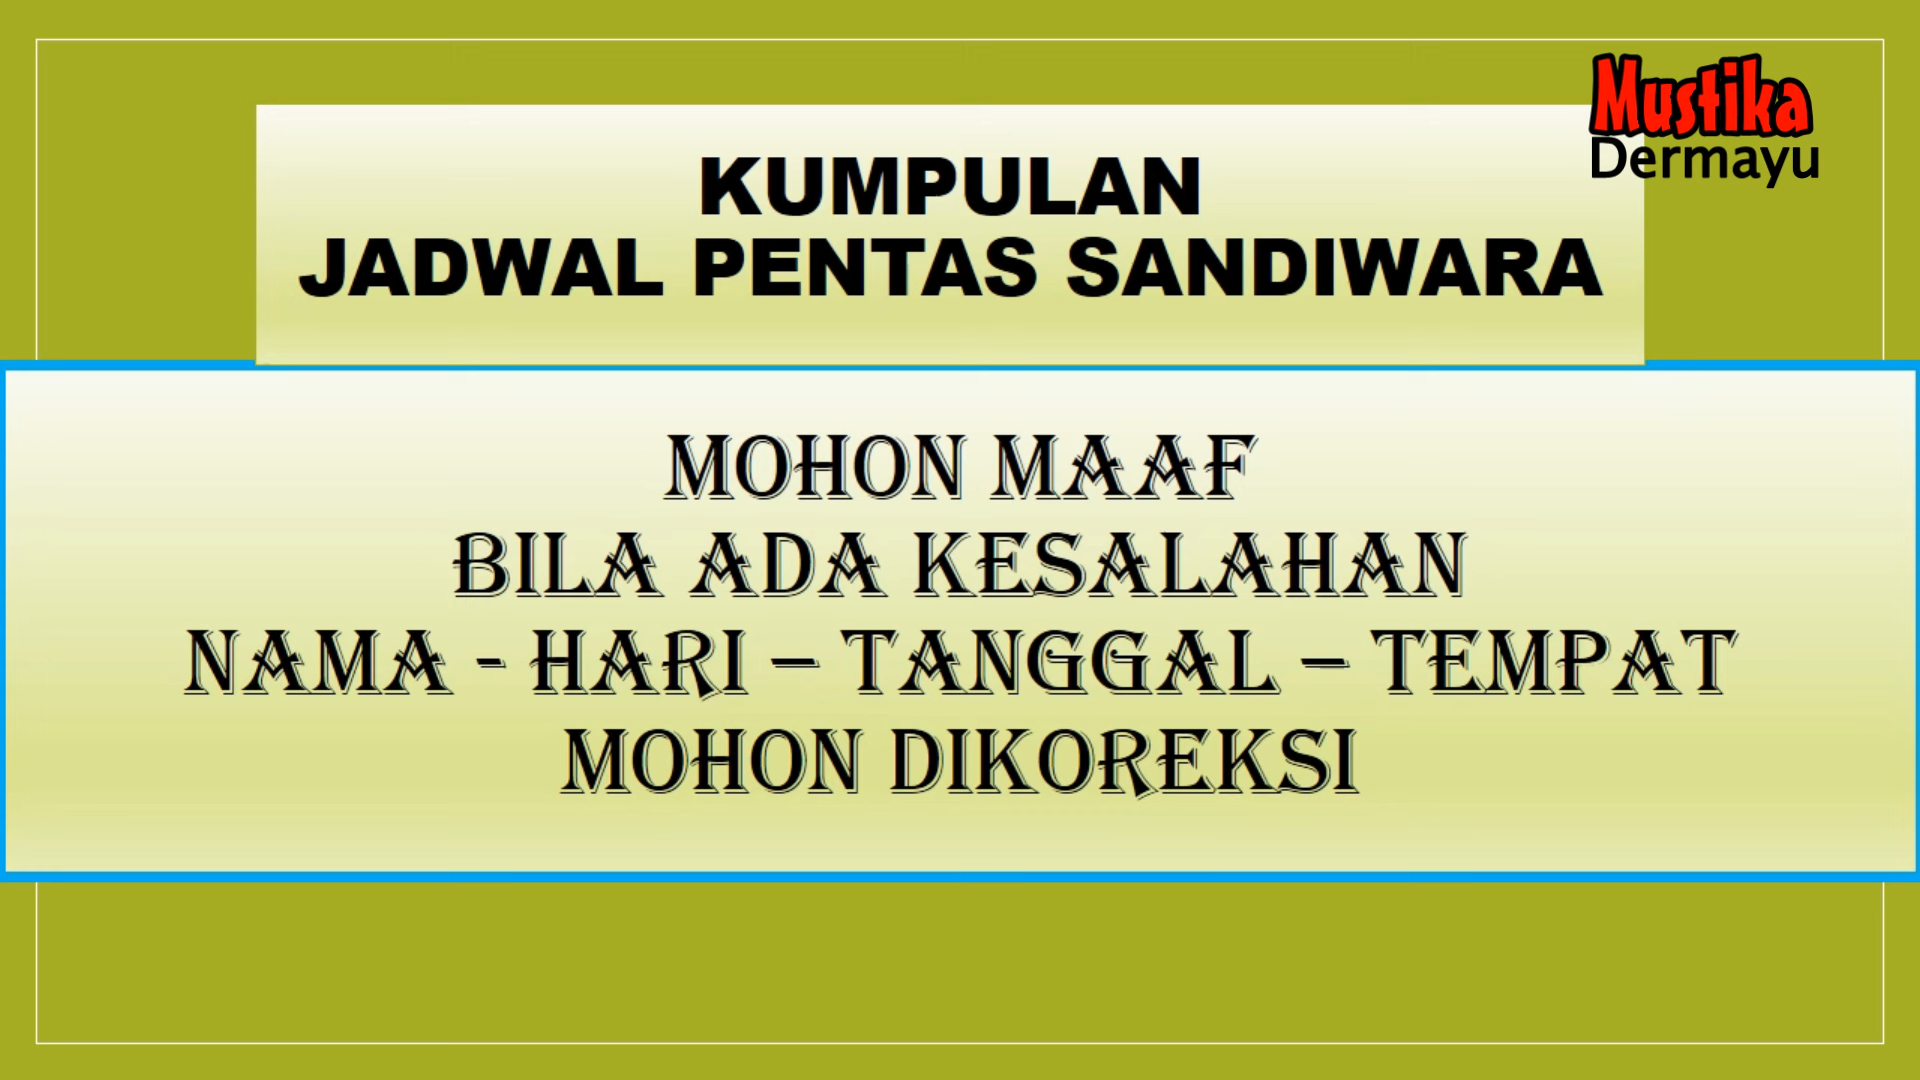 Mustika
Dermayu
KUMPULAN
JADWAL PENTAS SANDIWARA
MOHON MAAF
BILA ADA KESALAHAN
NAMA - HARI – TANGGAL – TEMPAT
MOHON DIKOREKSI